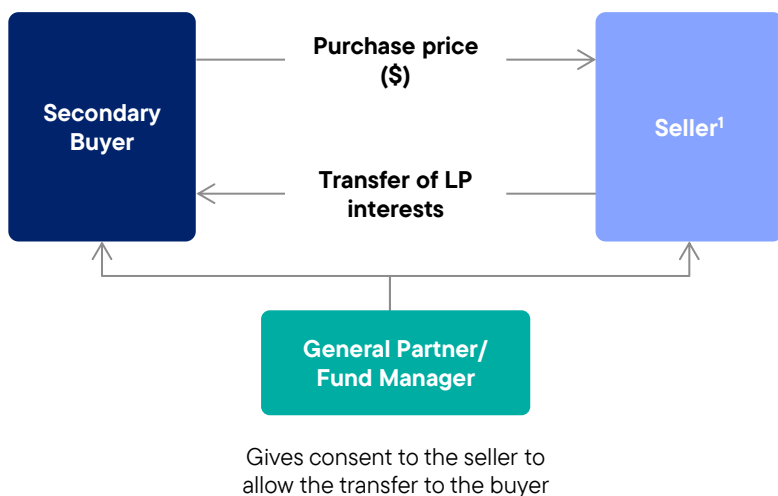 Purchase price
($)
Secondary
Buyer
Seller¹
Transfer of LP
interests
General Partner/
Fund Manager
Gives consent to the seller to
allow the transfer to the buyer